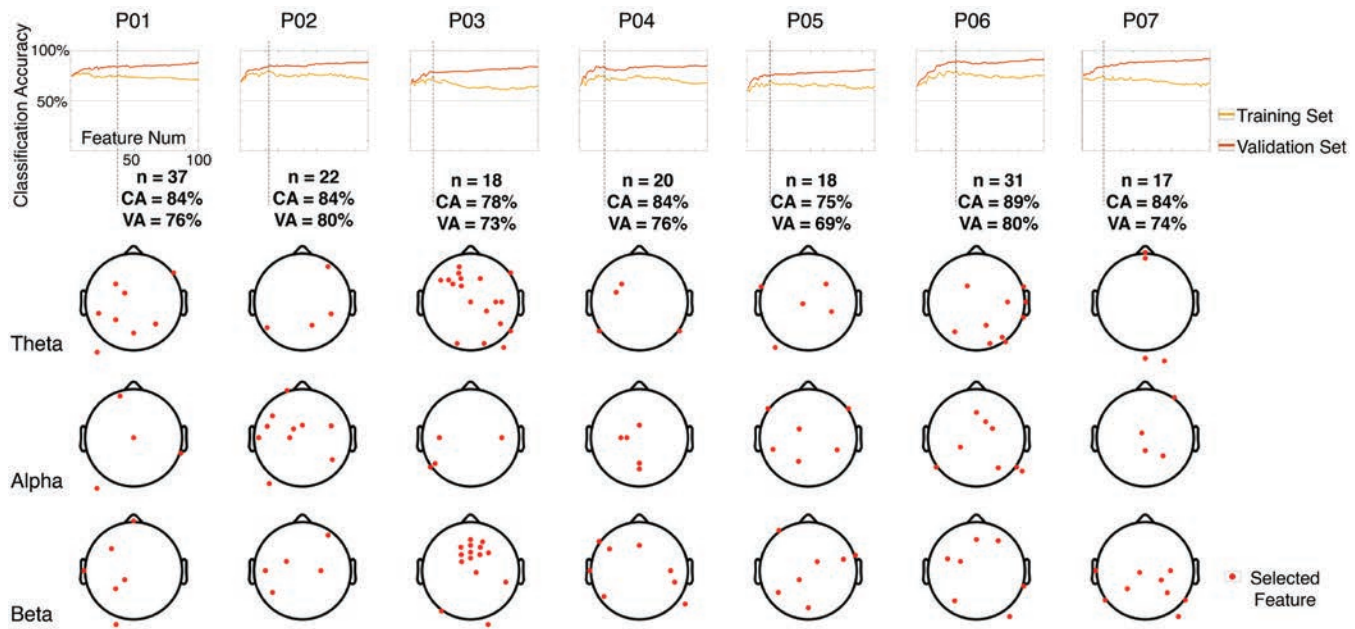 P01 P02 P03 P04 P05 P06 P07
Classification Accuracy
100%
50%
Feature Num
50 100
Training Set
Validation Set
n = 37 n = 22 n = 18 n = 20 n = 18 n = 31 n = 17
CA = 84% CA = 84% CA = 78% CA = 84% CA = 75% CA = 89% CA = 84%
VA = 76% VA = 80% VA = 73% VA = 76% VA = 69% VA = 80% VA = 74%
Theta
Alpha
Beta
Selected
Feature